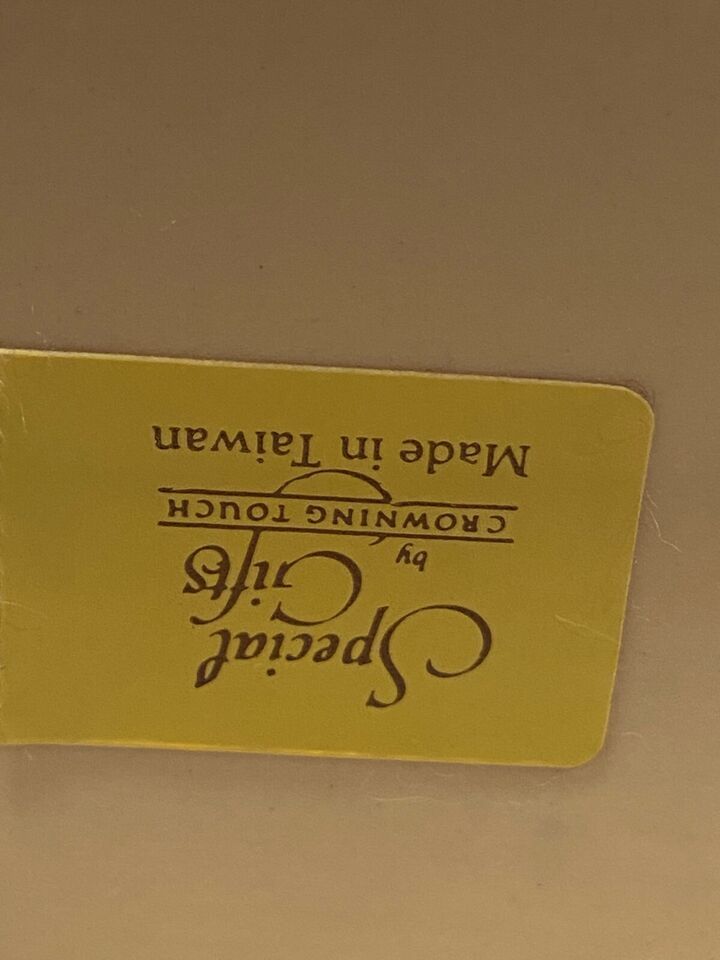 Special
Gifts
by
CROWNING TOUCH
Made in Taiwan